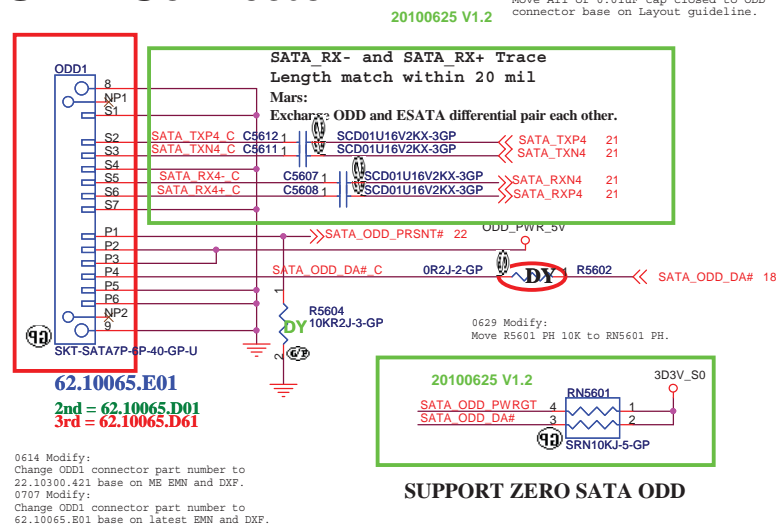 20100625 V1.2
connector base on Layout guideline.
SATA_RX- and SATA_RX+ Trace
Length match within 20 mil
Mars:
Exchange ODD and ESATA differential pair each other.
ODD1
8
NP1
S1
S2 SATA_TXP4_C C5612 1 SCD01U16V2KX-3GP SATA_TXP4 21
S3 SATA_TXN4_C C5611 1 SCD01U16V2KX-3GP SATA_TXN4 21
S4
S5 SATA_RX4-_C C5607 1 SCD01U16V2KX-3GP SATA_RXN4 21
S6 SATA_RX4+_C C5608 1 SCD01U16V2KX-3GP SATA_RXP4 21
S7
P1 SATA_ODD_PRSNT# 22 ODD_PWR_5V
P2
P3
P4 SATA_ODD_DA#_C 0R2J-2-GP DY 1 R5602 SATA_ODD_DA# 18
P5
P6
NP2
9
1
R5604
DY 10KR2J-3-GP
2
SKT-SATA7P-6P-40-GP-U
62.10065.E01
2nd = 62.10065.D01
3rd = 62.10065.D61
0629 Modify:
Move R5601 PH 10K to RN5601 PH.
20100625 V1.2
3D3V_S0
RN5601
SATA_ODD_PWRGT 4 1
SATA_ODD_DA# 3 2
SRN10KJ-5-GP
SUPPORT ZERO SATA ODD
0614 Modify:
Change ODD1 connector part number to
22.10300.421 base on ME EMN and DXF.
0707 Modify:
Change ODD1 connector part number to
62.10065.E01 base on latest EMN and DXF.